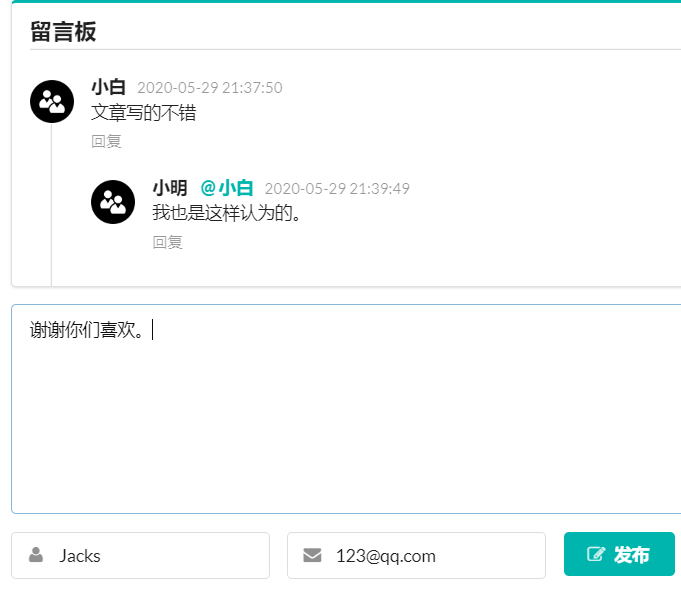 留言板
小白 2020-05-29 21:37:50
文章写的不错
回复
小明 @小白 2020-05-29 21:39:49
我也是这样认为的。
回复
谢谢你们喜欢。
Jacks 123@qq.com 发布